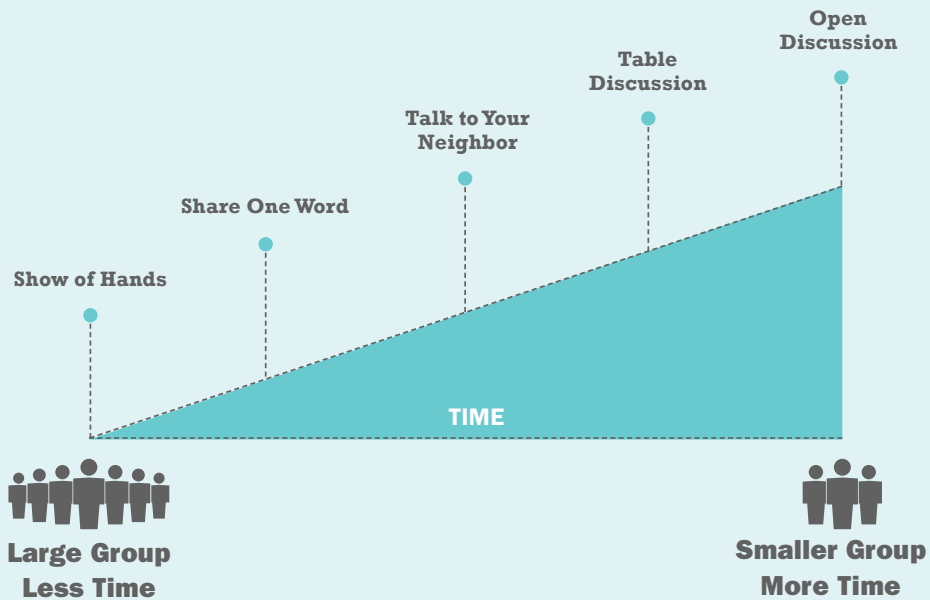 Open
Discussion
Table
Discussion
Talk to Your
Neighbor
Share One Word
Show of Hands
TIME
Large Group
Less Time
Smaller Group
More Time